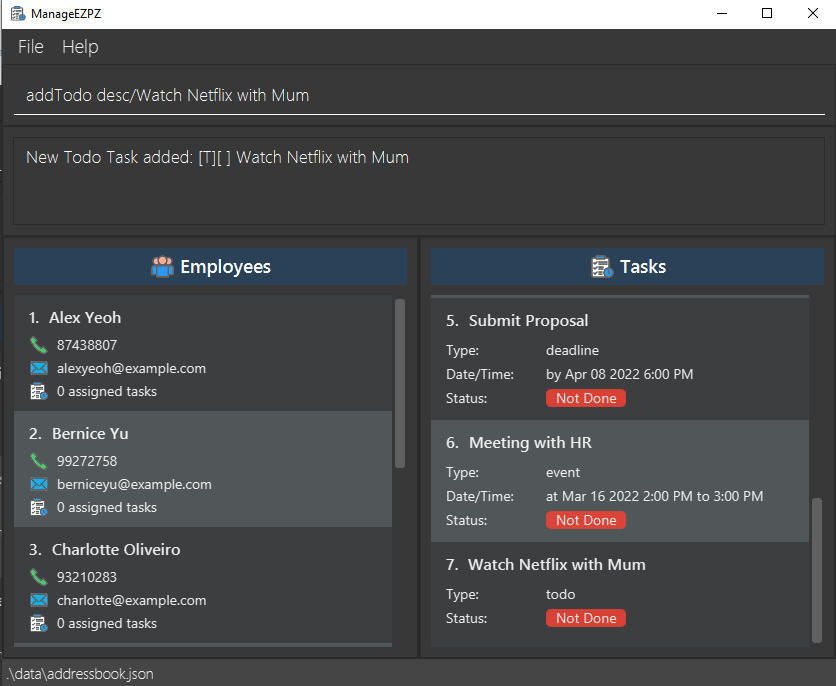 ManageEZPZ
File Help
addTodo desc/Watch Netflix with Mum
New Todo Task added: [T][ ] Watch Netflix with Mum
Employees
1. Alex Yeoh
87438807
alexyeoh@example.com
0 assigned tasks
2. Bernice Yu
99272758
berniceyu@example.com
0 assigned tasks
3. Charlotte Oliveiro
93210283
charlotte@example.com
0 assigned tasks
Tasks
5. Submit Proposal
Type: deadline
Date/Time: by Apr 08 2022 6:00 PM
Status: Not Done
6. Meeting with HR
Type: event
Date/Time: at Mar 16 2022 2:00 PM to 3:00 PM
Status: Not Done
7. Watch Netflix with Mum
Type: todo
Status: Not Done
.\data\addressbook.json